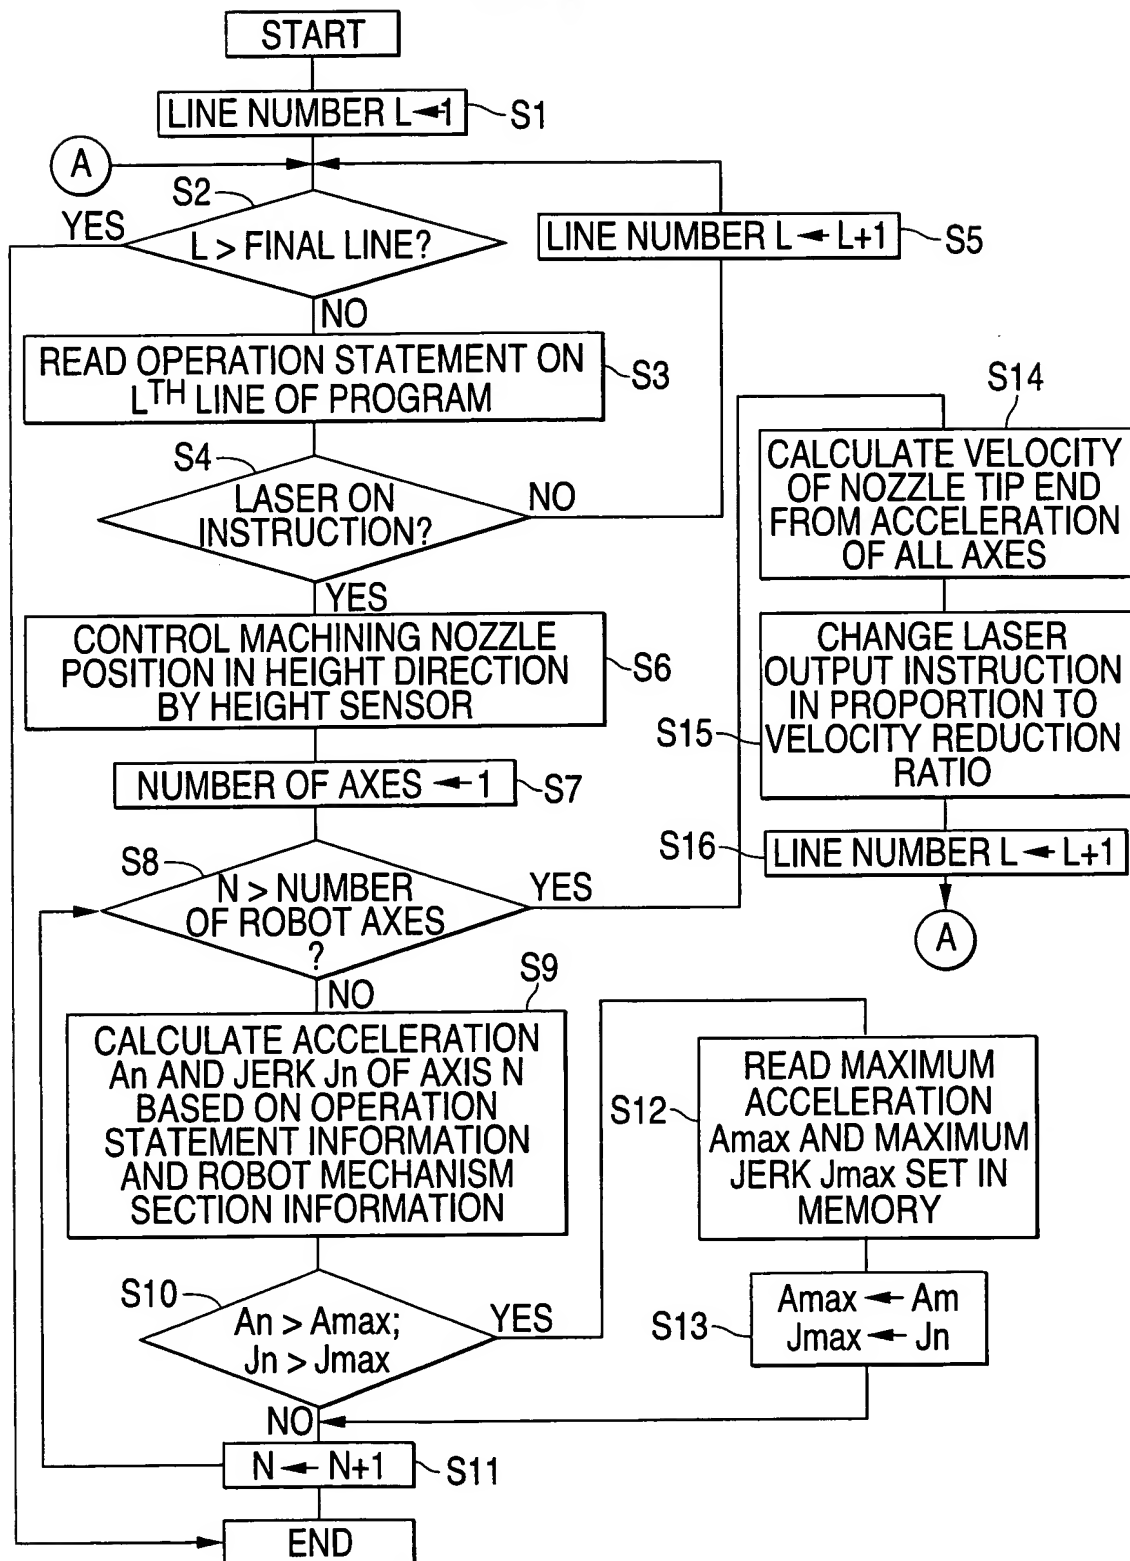 START
LINE NUMBER L ← 1
S1
A
S2
YES
L > FINAL LINE?
NO
LINE NUMBER L ← L+1
S5
READ OPERATION STATEMENT ON
LTH LINE OF PROGRAM
S3
S4
LASER ON
INSTRUCTION?
NO
YES
CONTROL MACHINING NOZZLE
POSITION IN HEIGHT DIRECTION
BY HEIGHT SENSOR
S6
NUMBER OF AXES ← 1
S7
S8
N > NUMBER
OF ROBOT AXES
?
YES
NO
S9
CALCULATE ACCELERATION
An AND JERK Jn OF AXIS N
BASED ON OPERATION
STATEMENT INFORMATION
AND ROBOT MECHANISM
SECTION INFORMATION
S10
An > Amax;
Jn > Jmax
YES
NO
N ← N+1
S11
END
S12
READ MAXIMUM
ACCELERATION
Amax AND MAXIMUM
JERK Jmax SET IN
MEMORY
S13
Amax ← Am
Jmax ← Jn
S14
CALCULATE VELOCITY
OF NOZZLE TIP END
FROM ACCELERATION
OF ALL AXES
S15
CHANGE LASER
OUTPUT INSTRUCTION
IN PROPORTION TO
VELOCITY REDUCTION
RATIO
S16
LINE NUMBER L ← L+1
A